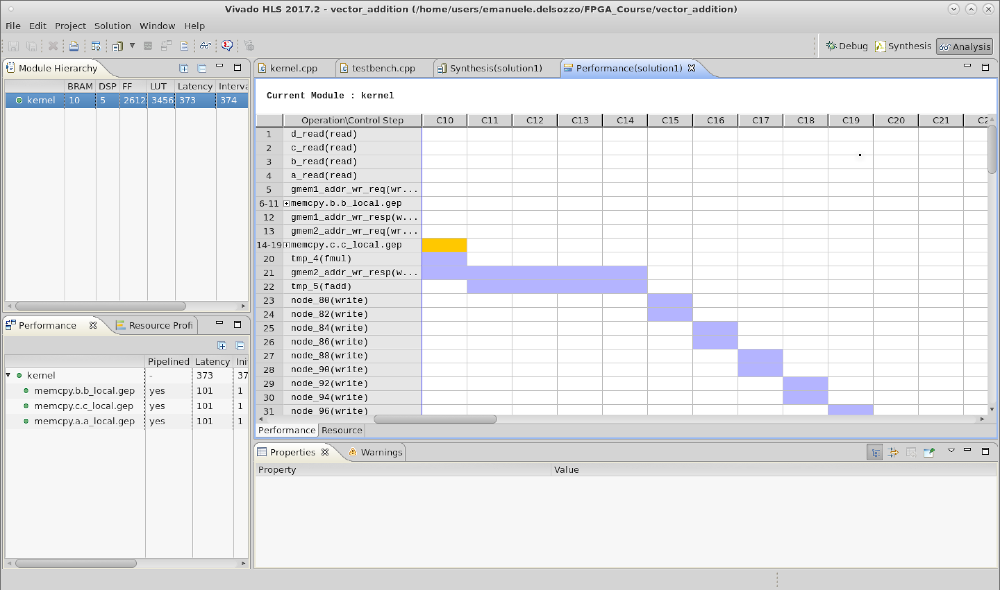 Vivado HLS 2017.2 - vector_addition (/home/users/emanuele.delsozzo/FPGA_Course/vector_addition)
File Edit Project Solution Window Help
Debug Synthesis Analysis
Module Hierarchy
BRAM DSP FF LUT Latency Interva
kernel 10 5 2612 3456 373 374
Performance Resource Profi
Pipelined Latency Ini
kernel - 373 37
memcpy.b.b_local.gep yes 101 1
memcpy.c.c_local.gep yes 101 1
memcpy.a.a_local.gep yes 101 1
kernel.cpp testbench.cpp Synthesis(solution1) Performance(solution1)
Current Module : kernel
Operation\Control Step C10 C11 C12 C13 C14 C15 C16 C17 C18 C19 C20 C21 C2
1 d_read(read)
2 c_read(read)
3 b_read(read)
4 a_read(read)
5 gmem1_addr_wr_req(wr...
6-11 memcpy.b.b_local.gep
12 gmem1_addr_wr_resp(w...
13 gmem2_addr_wr_req(wr...
14-19 memcpy.c.c_local.gep
20 tmp_4(fmul)
21 gmem2_addr_wr_resp(w...
22 tmp_5(fadd)
23 node_80(write)
24 node_82(write)
25 node_84(write)
26 node_86(write)
27 node_88(write)
28 node_90(write)
29 node_92(write)
30 node_94(write)
31 node_96(write)
Performance Resource
Properties Warnings
Property Value